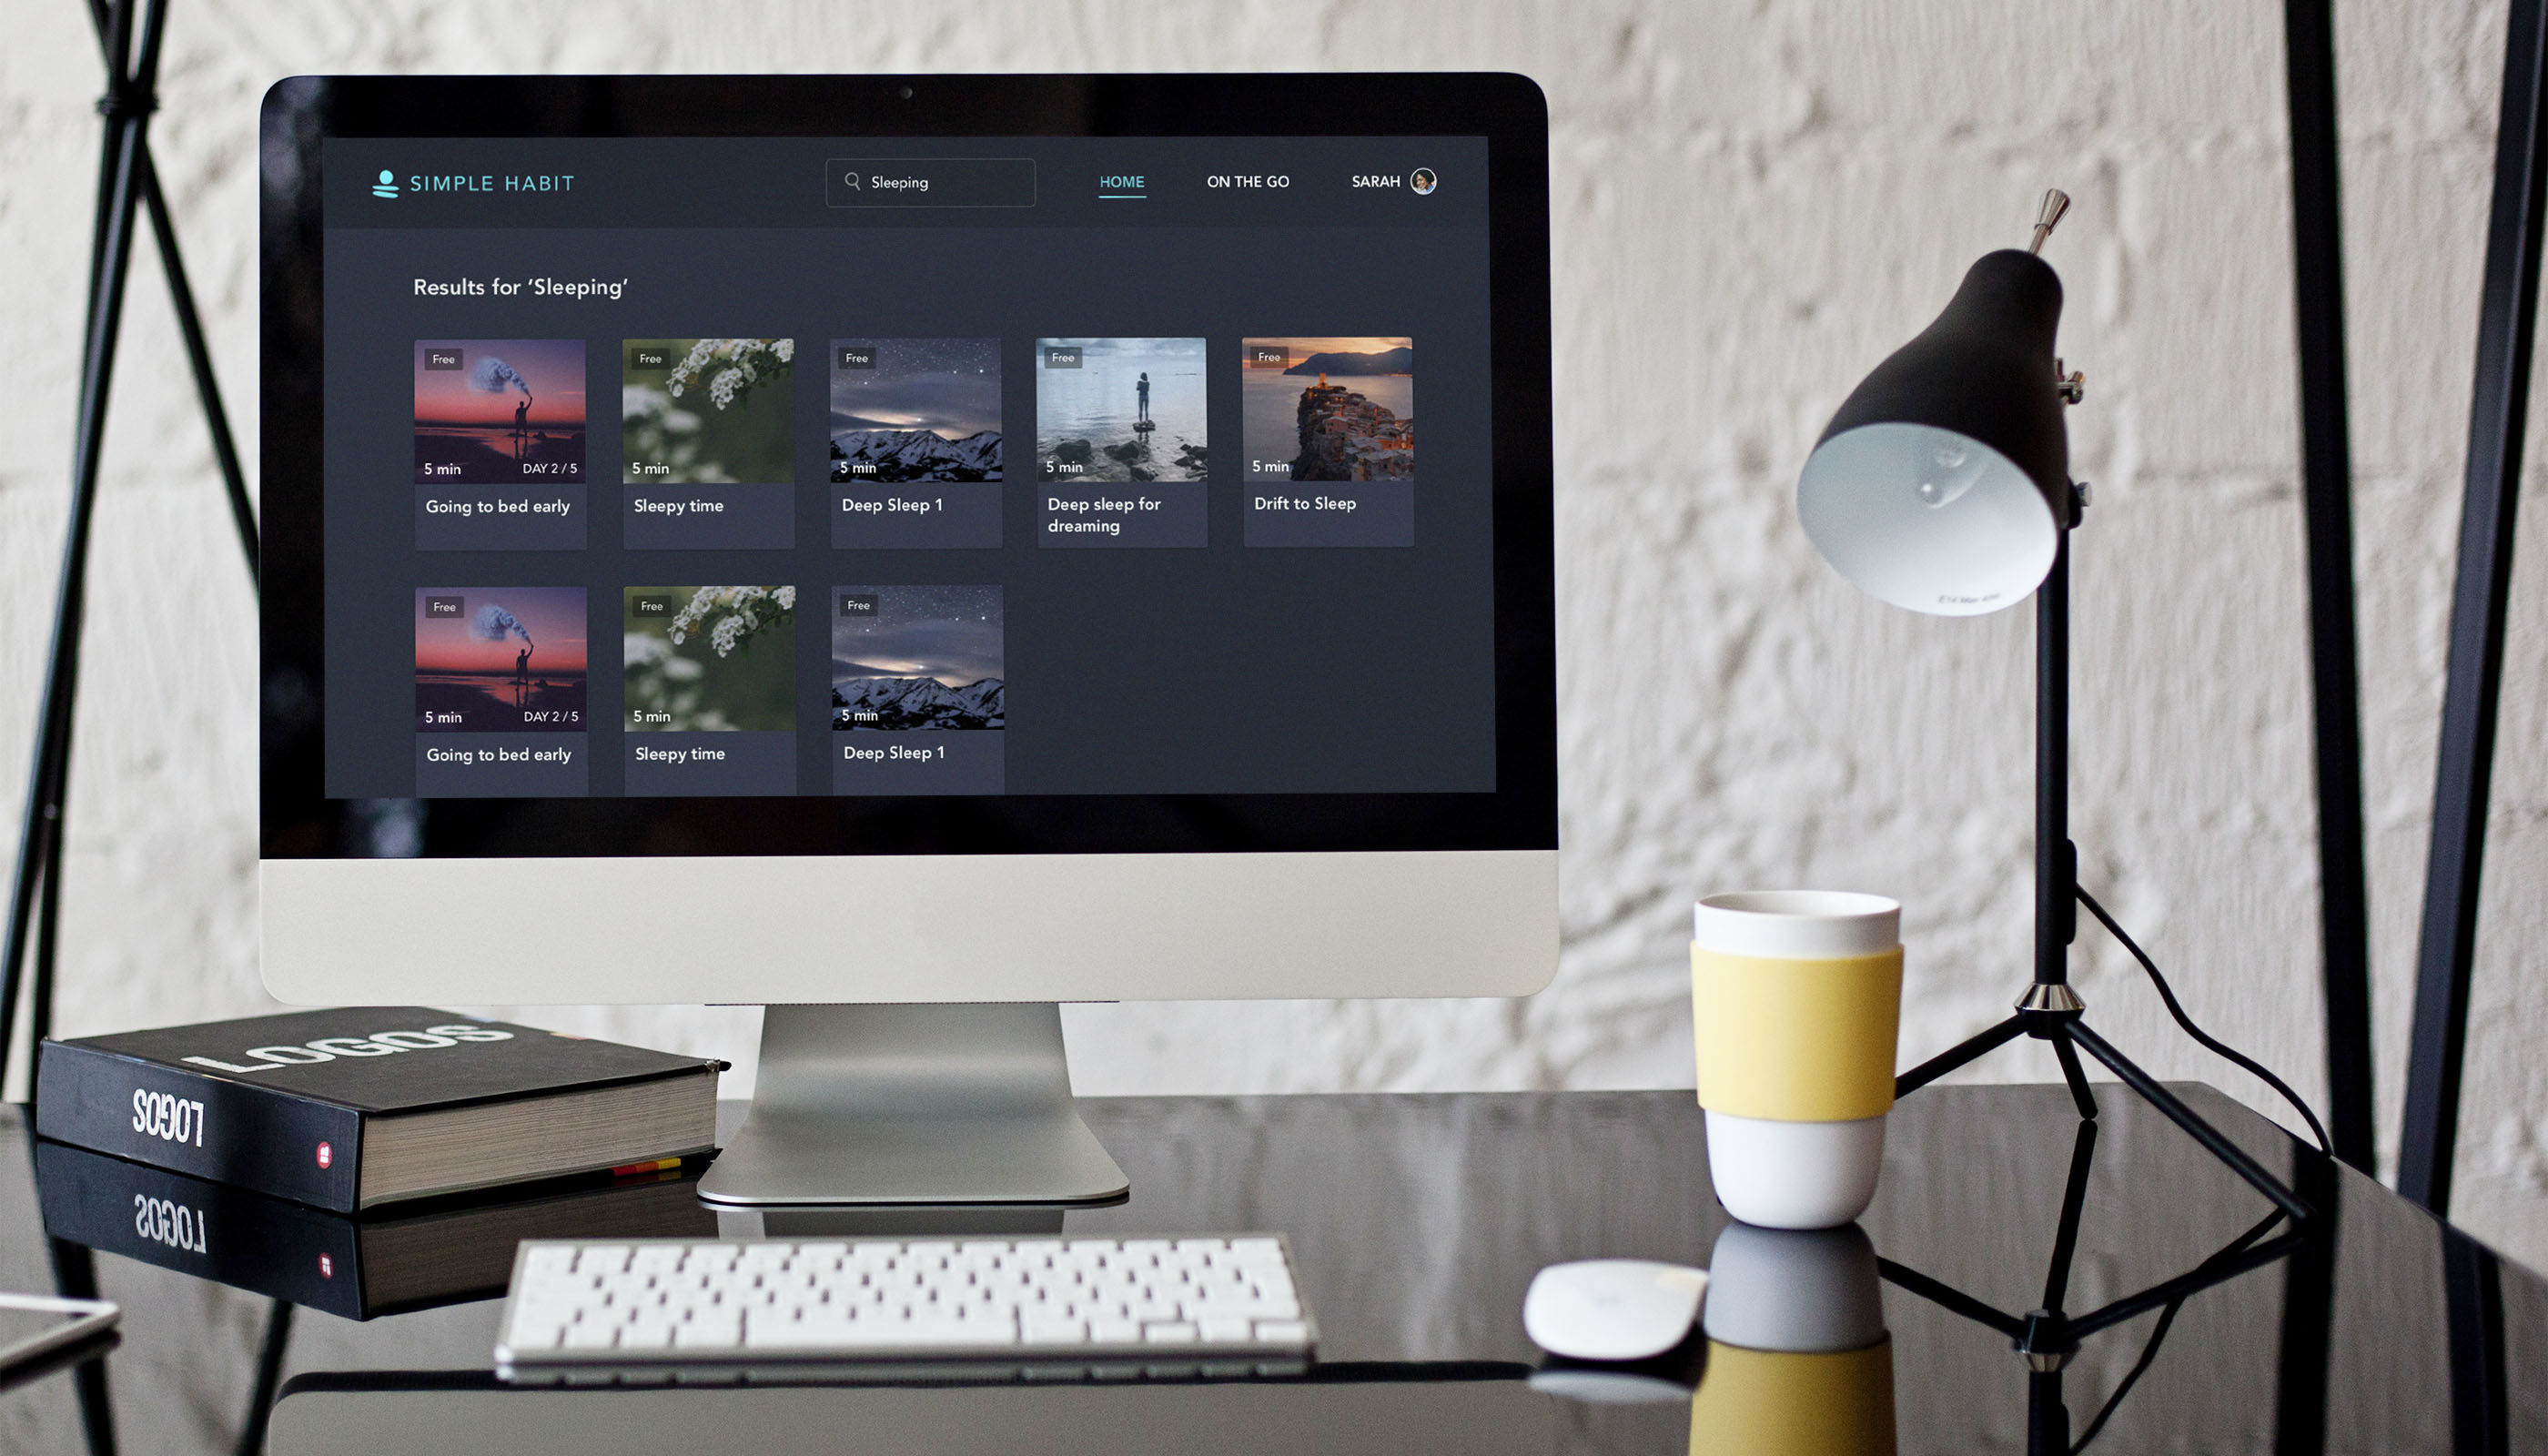 SIMPLE HABIT
Sleeping
HOME
ON THE GO
SARAH
Results for ‘Sleeping’
Free
5 min
DAY 2 / 5
Going to bed early
Free
5 min
Sleepy time
Free
5 min
Deep Sleep 1
Free
5 min
Deep sleep for
dreaming
Free
5 min
Drift to Sleep
Free
5 min
DAY 2 / 5
Going to bed early
Free
5 min
Sleepy time
Free
5 min
Deep Sleep 1
LOGOS
LOGOS